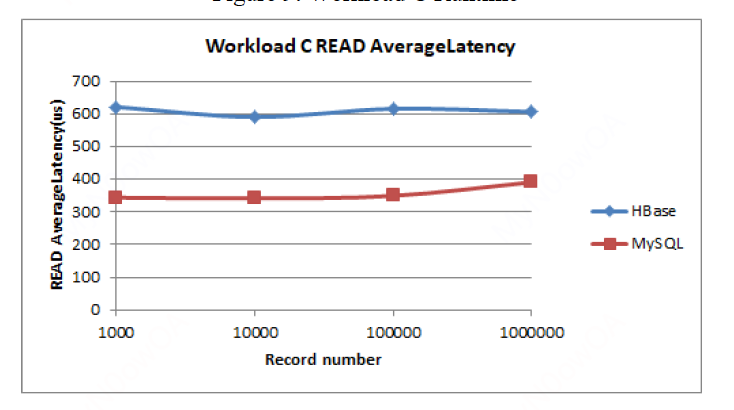 Workload C READ AverageLatency
READ AverageLatency(us)
700
600
500
400
300
200
100
0
1000
10000
100000
1000000
Record number
HBase
MySQL